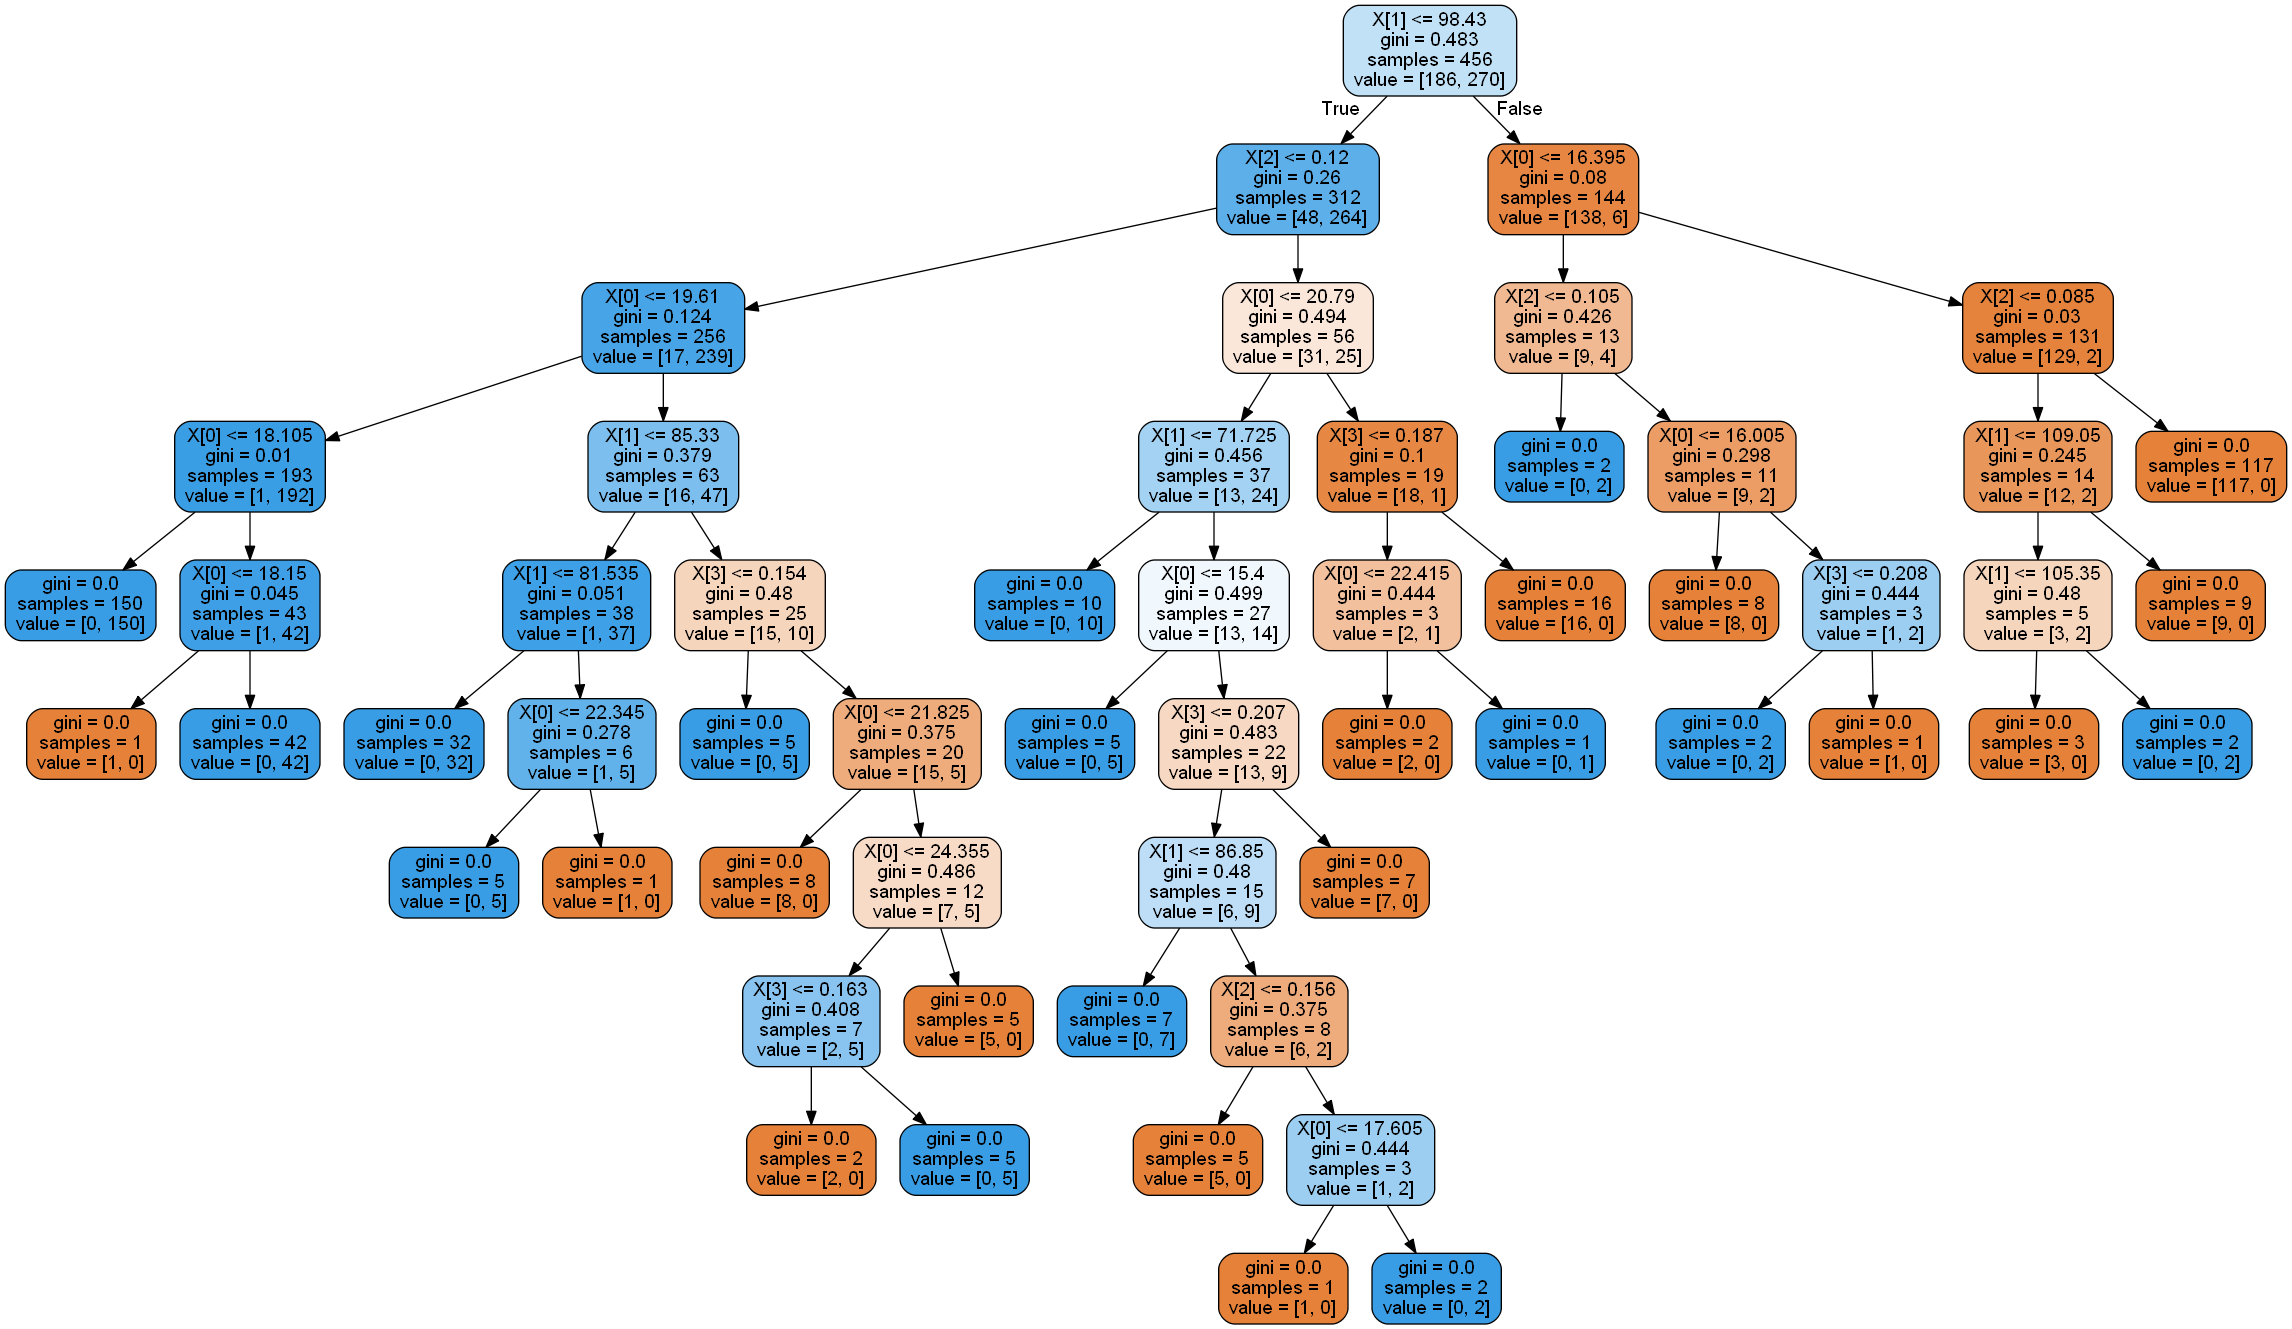 X[1] <= 98.43
gini = 0.483
samples = 456
value = [186, 270]
True
False
X[2] <= 0.12
gini = 0.26
samples = 312
value = [48, 264]
X[0] <= 16.395
gini = 0.08
samples = 144
value = [138, 6]
X[0] <= 19.61
gini = 0.124
samples = 256
value = [17, 239]
X[0] <= 20.79
gini = 0.494
samples = 56
value = [31, 25]
X[2] <= 0.105
gini = 0.426
samples = 13
value = [9, 4]
X[2] <= 0.085
gini = 0.03
samples = 131
value = [129, 2]
X[0] <= 18.105
gini = 0.01
samples = 193
value = [1, 192]
X[1] <= 85.33
gini = 0.379
samples = 63
value = [16, 47]
X[1] <= 71.725
gini = 0.456
samples = 37
value = [13, 24]
X[3] <= 0.187
gini = 0.1
samples = 19
value = [18, 1]
gini = 0.0
samples = 2
value = [0, 2]
X[0] <= 16.005
gini = 0.298
samples = 11
value = [9, 2]
X[1] <= 109.05
gini = 0.245
samples = 14
value = [12, 2]
gini = 0.0
samples = 117
value = [117, 0]
gini = 0.0
samples = 150
value = [0, 150]
X[0] <= 18.15
gini = 0.045
samples = 43
value = [1, 42]
X[1] <= 81.535
gini = 0.051
samples = 38
value = [1, 37]
X[3] <= 0.154
gini = 0.48
samples = 25
value = [15, 10]
gini = 0.0
samples = 10
value = [0, 10]
X[0] <= 15.4
gini = 0.499
samples = 27
value = [13, 14]
X[0] <= 22.415
gini = 0.444
samples = 3
value = [2, 1]
gini = 0.0
samples = 16
value = [16, 0]
gini = 0.0
samples = 8
value = [8, 0]
X[3] <= 0.208
gini = 0.444
samples = 3
value = [1, 2]
X[1] <= 105.35
gini = 0.48
samples = 5
value = [3, 2]
gini = 0.0
samples = 9
value = [9, 0]
gini = 0.0
samples = 1
value = [1, 0]
gini = 0.0
samples = 42
value = [0, 42]
gini = 0.0
samples = 32
value = [0, 32]
X[0] <= 22.345
gini = 0.278
samples = 6
value = [1, 5]
gini = 0.0
samples = 5
value = [0, 5]
X[0] <= 21.825
gini = 0.375
samples = 20
value = [15, 5]
gini = 0.0
samples = 5
value = [0, 5]
X[3] <= 0.207
gini = 0.483
samples = 22
value = [13, 9]
gini = 0.0
samples = 2
value = [2, 0]
gini = 0.0
samples = 1
value = [0, 1]
gini = 0.0
samples = 2
value = [0, 2]
gini = 0.0
samples = 1
value = [1, 0]
gini = 0.0
samples = 3
value = [3, 0]
gini = 0.0
samples = 2
value = [0, 2]
gini = 0.0
samples = 5
value = [0, 5]
gini = 0.0
samples = 1
value = [1, 0]
gini = 0.0
samples = 8
value = [8, 0]
X[0] <= 24.355
gini = 0.486
samples = 12
value = [7, 5]
X[1] <= 86.85
gini = 0.48
samples = 15
value = [6, 9]
gini = 0.0
samples = 7
value = [7, 0]
X[3] <= 0.163
gini = 0.408
samples = 7
value = [2, 5]
gini = 0.0
samples = 5
value = [5, 0]
gini = 0.0
samples = 7
value = [0, 7]
X[2] <= 0.156
gini = 0.375
samples = 8
value = [6, 2]
gini = 0.0
samples = 2
value = [2, 0]
gini = 0.0
samples = 5
value = [0, 5]
gini = 0.0
samples = 5
value = [5, 0]
X[0] <= 17.605
gini = 0.444
samples = 3
value = [1, 2]
gini = 0.0
samples = 1
value = [1, 0]
gini = 0.0
samples = 2
value = [0, 2]